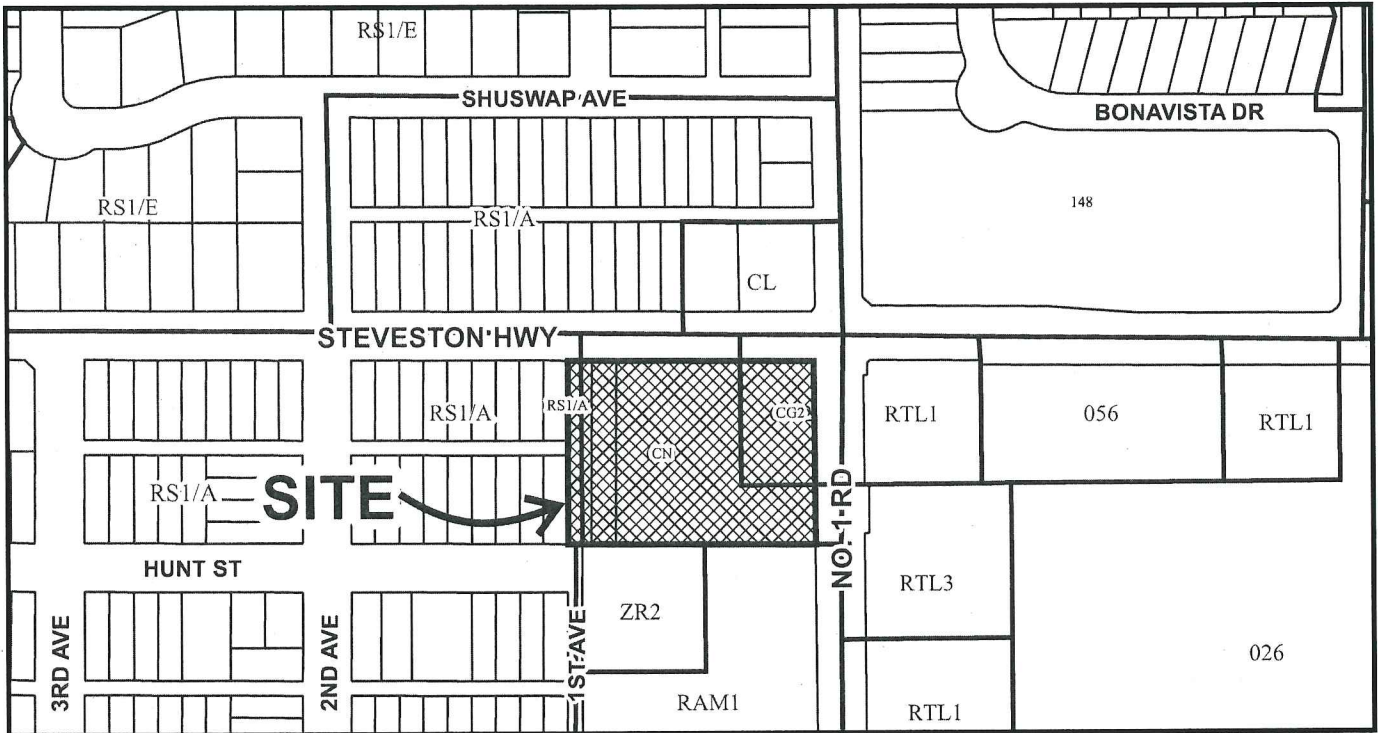 RS1/E
SHUSWAP AVE
BONAVISTA DR
RS1/E
RS1/A
148
CL
STEVESTON HWY
RS1/A
RS1/A
CG2
RTL1
056
RTL1
CN
RS1/A
SITE
NO. 1 RD
HUNT ST
RTL3
3RD AVE
2ND AVE
1ST AVE
ZR2
026
RAM1
RTL1